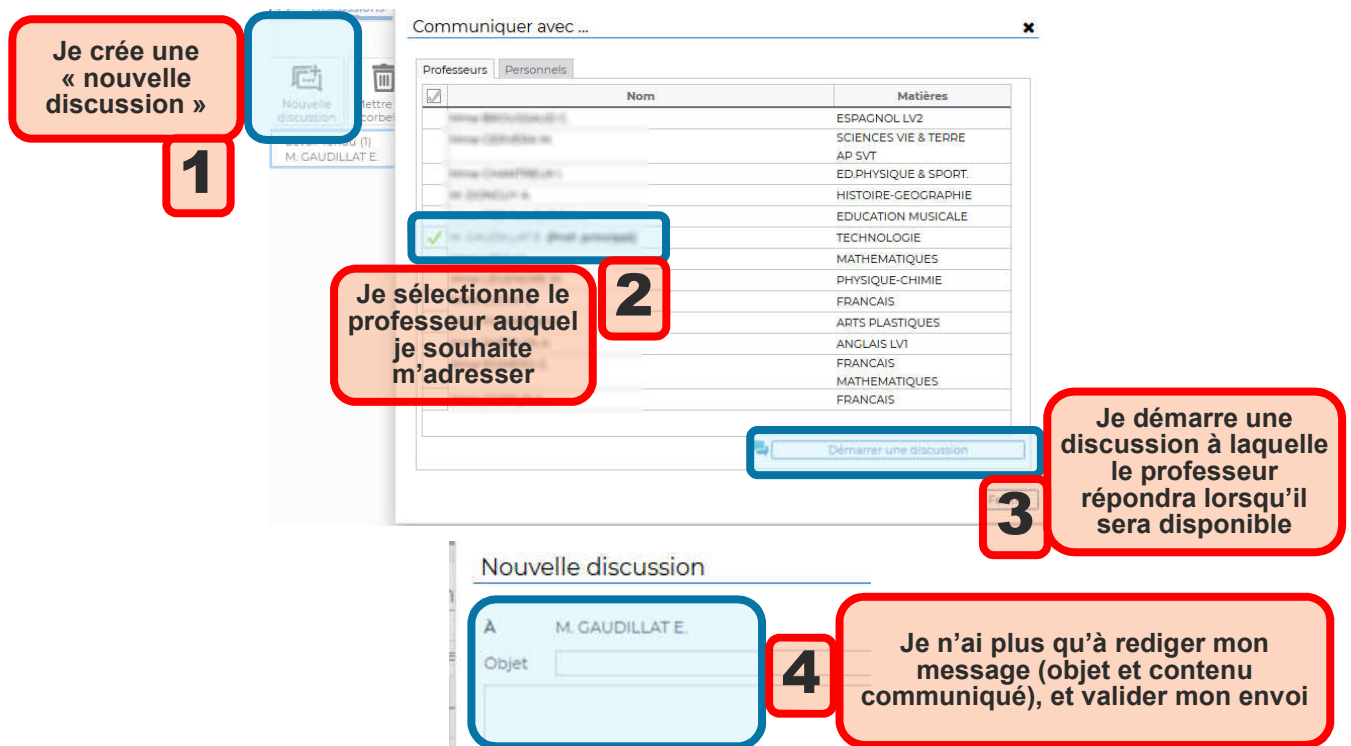 Discussions
Communiquer avec ...
Je crée une
« nouvelle
discussion »
1
Nouvelle
discussion
Mettre
corbei
(1)
M. GAUDILLAT E.
Professeurs
Personnels
Nom
Matières
ESPAGNOL LV2
SCIENCES VIE & TERRE
AP SVT
ED.PHYSIQUE & SPORT.
HISTOIRE-GEOGRAPHIE
EDUCATION MUSICALE
TECHNOLOGIE
MATHEMATIQUES
PHYSIQUE-CHIMIE
FRANCAIS
ARTS PLASTIQUES
ANGLAIS LV1
FRANCAIS
MATHEMATIQUES
FRANCAIS
2
Je sélectionne le
professeur auquel
je souhaite
m'adresser
Démarrer une discussion
3
Je démarre une
discussion à laquelle
le professeur
répondra lorsqu'il
sera disponible
Nouvelle discussion
À M. GAUDILLAT E.
Objet
4
Je n'ai plus qu'à rediger mon
message (objet et contenu
communiqué), et valider mon envoi